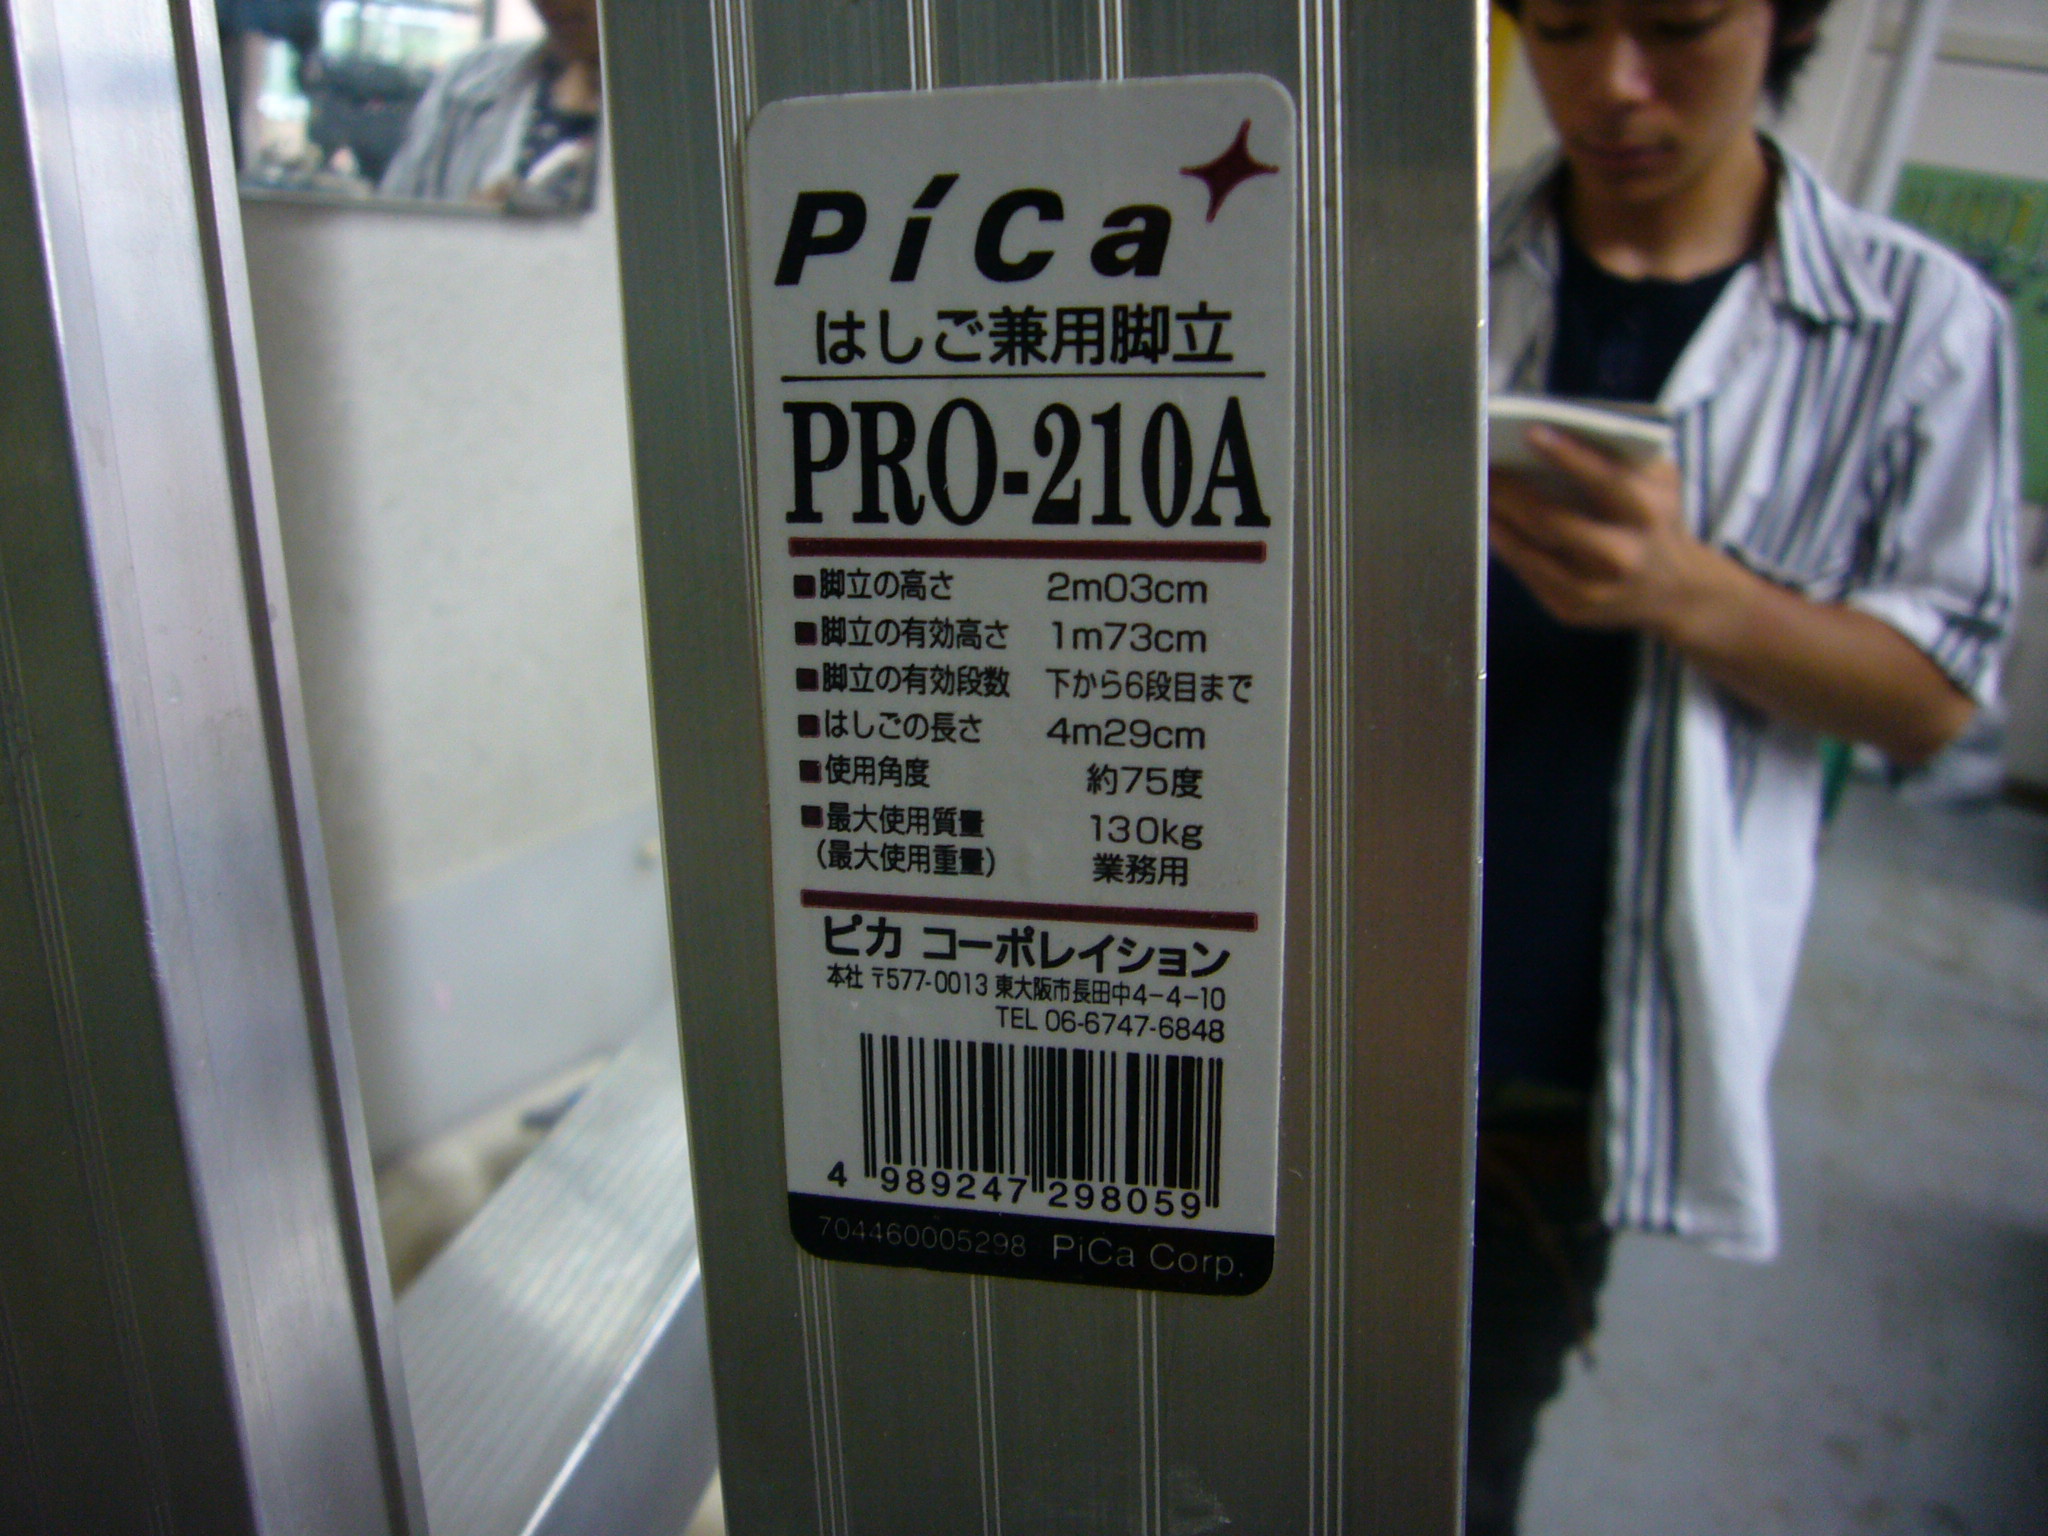 PiCa
はしご兼用脚立
PRO-210A
■脚立の高さ 2m03cm
■脚立の有効高さ 1m73cm
■脚立の有効段数 下から6段目まで
■はしごの長さ 4m29cm
■使用角度 約75度
■最大使用質量 130kg
(最大使用重量) 業務用
ピカ コーポレイション
本社 〒577-0013 東大阪市長田中4-4-10
TEL 06-6747-6848
4 989247 298059
704460005298 PiCa Corp.